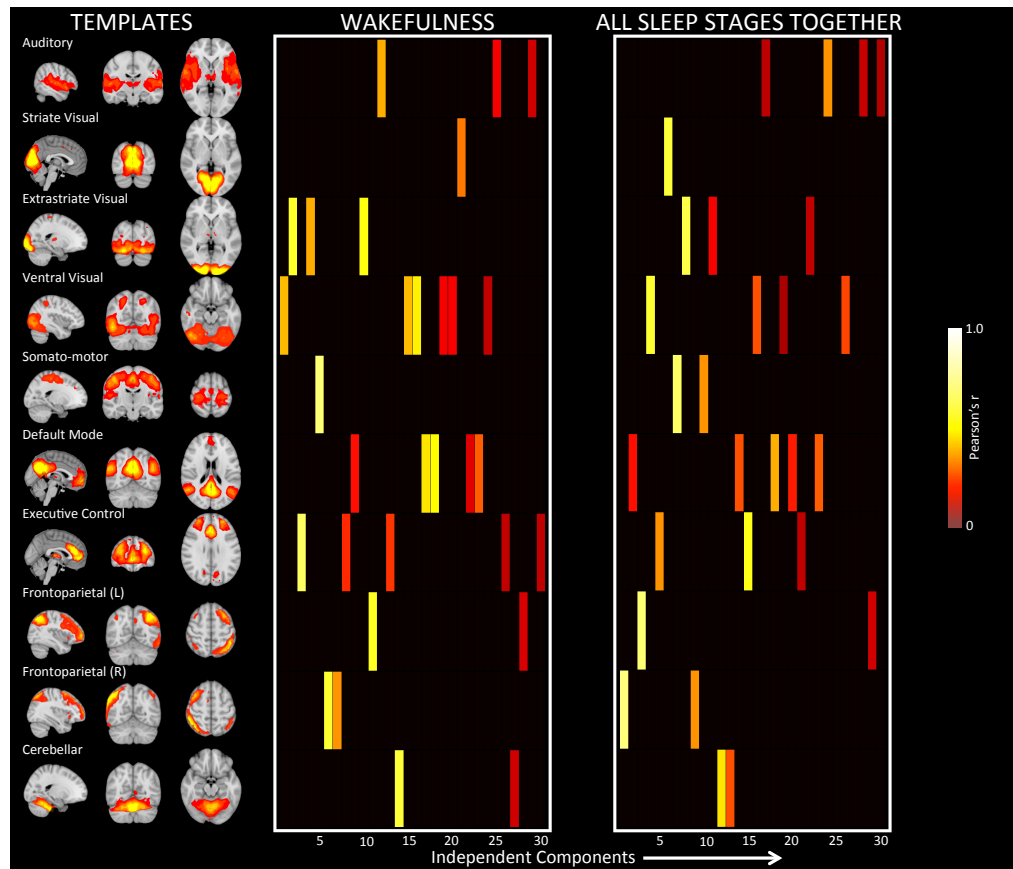 TEMPLATES
WAKEFULNESS
ALL SLEEP STAGES TOGETHER
Auditory
Striate Visual
Extrastriate Visual
Ventral Visual
Somato-motor
Default Mode
Executive Control
Frontoparietal (L)
Frontoparietal (R)
Cerebellar
1.0
Pearson's r
0
5 10 15 20 25 30
5 10 15 20 25 30
Independent Components